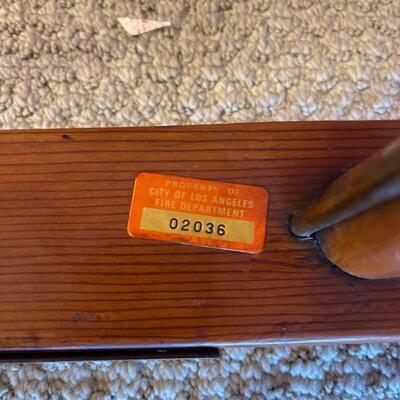 PROPERTY OF
CITY OF LOS ANGELES
FIRE DEPARTMENT
02036